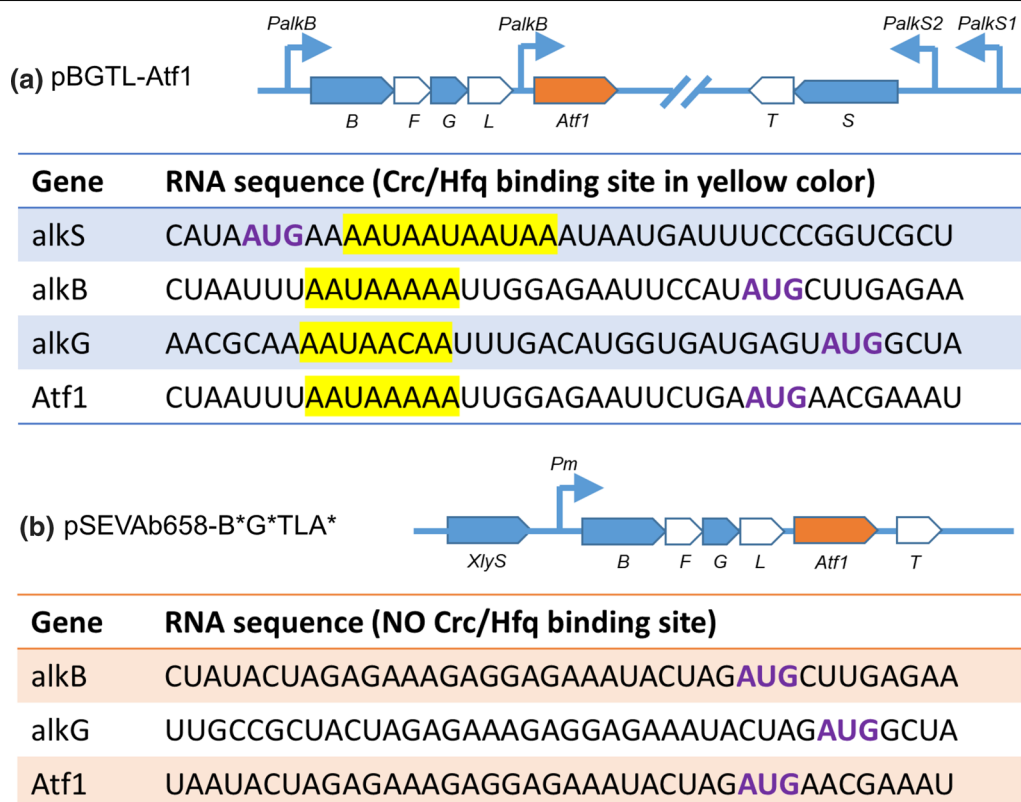 PalkB PalkB PalkS2 PalkS1
(a) pBGTL-Atf1
B F G L Atf1 T S
Gene RNA sequence (Crc/Hfq binding site in yellow color)
alkS CAUAAUGAAAAUAAUAAUAAAUAAUGAUUUCCCGGUCGCU
alkB CUAAUUUAAUAAAAAUUGGAGAAUUCCAUAUGCUUGAGAA
alkG AACGCAAAAUAACAAUUUGACAUGGUGAUGAGUAUGGCUA
Atf1 CUAAUUUAAUAAAAAUUGGAGAAUUCUGAAUGAACGAAAU
Pm
(b) pSEVAb658-B*G*TLA*
XlyS B F G L Atf1 T
Gene RNA sequence (NO Crc/Hfq binding site)
alkB CUAUACUAGAGAAAGAGGAGAAAUACUAGAUGCUUGAGAA
alkG UUGCCGCUACUAGAGAAAGAGGAGAAAUACUAGAUGGCUA
Atf1 UAAUACUAGAGAAAGAGGAGAAAUACUAGAUGAACGAAAU